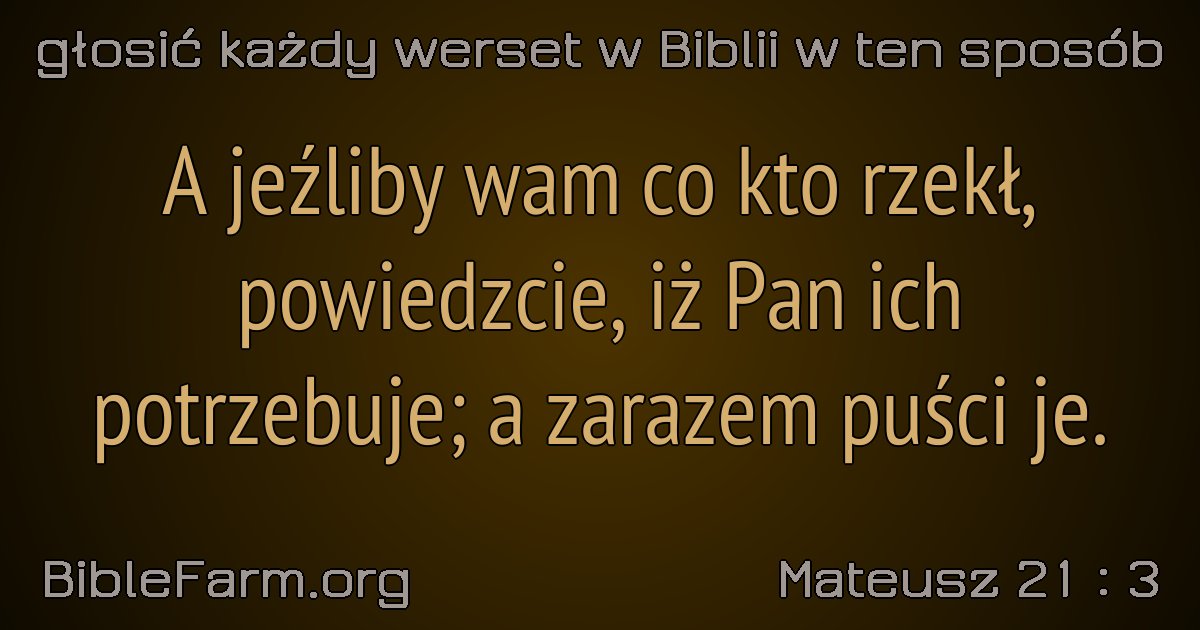 głosić każdy werset w Biblii w ten sposób
A jeźliby wam co kto rzekł,
powiedzcie, iż Pan ich
potrzebuje; a zarazem puści je.
BibleFarm.org
Mateusz 21 : 3